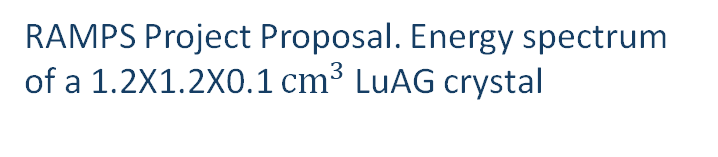 RAMPS Project Proposal. Energy spectrum
of a 1.2X1.2X0.1 cm³ LuAG crystal